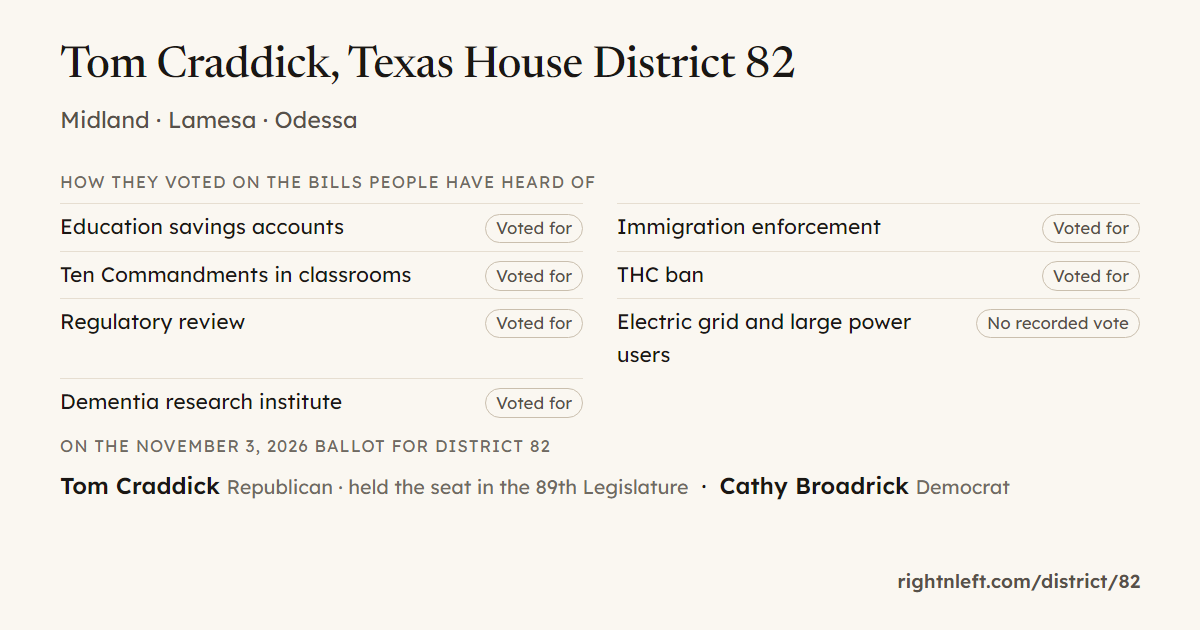 Tom Craddick, Texas House District 82
Midland · Lamesa · Odessa
HOW THEY VOTED ON THE BILLS PEOPLE HAVE HEARD OF
Education savings accounts Voted for
Immigration enforcement Voted for
Ten Commandments in classrooms Voted for
THC ban Voted for
Regulatory review Voted for
Electric grid and large power No recorded vote
users
Dementia research institute Voted for
ON THE NOVEMBER 3, 2026 BALLOT FOR DISTRICT 82
Tom Craddick Republican · held the seat in the 89th Legislature · Cathy Broadrick Democrat
rightnleft.com/district/82